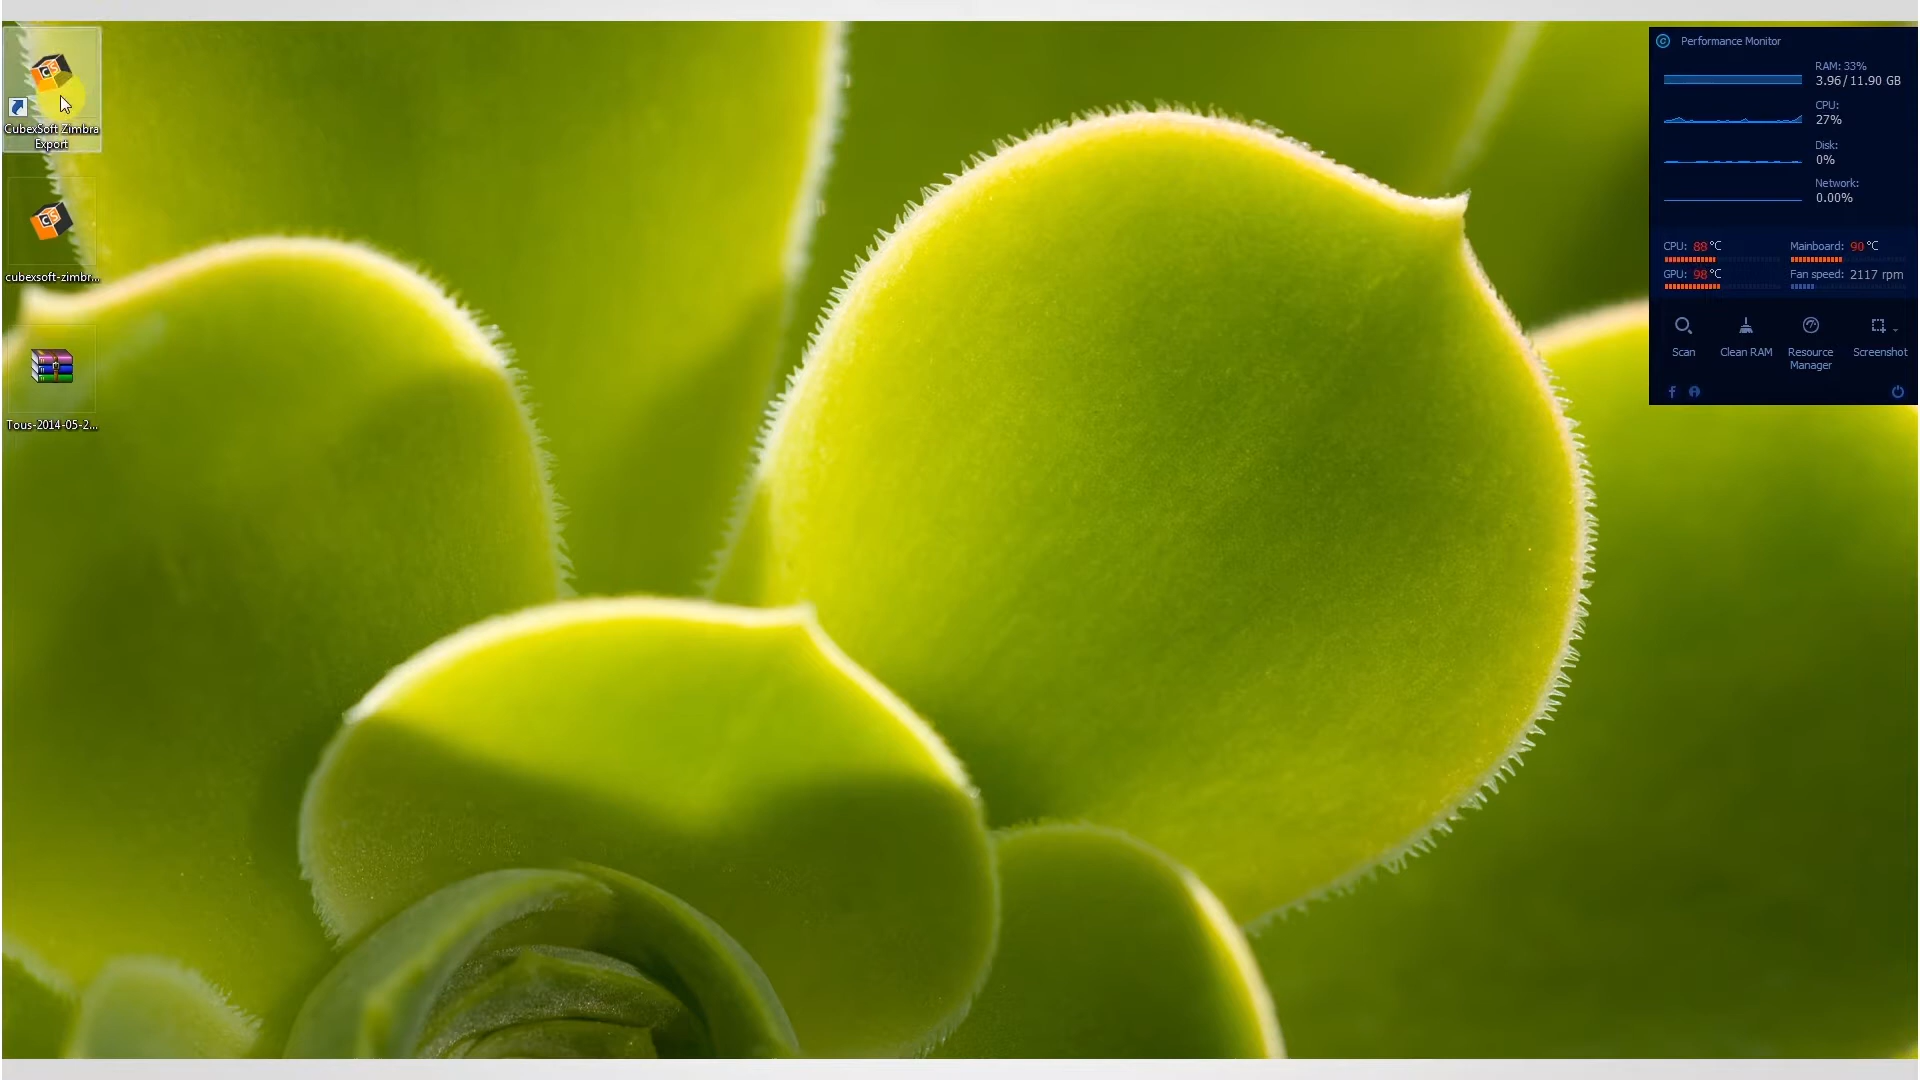 CubexSoft Zimbra
Export
cubexsoft-zimbr...
Tous-2014-05-2...
Performance Monitor
RAM: 33%
3.96/11.90 GB
CPU:
27%
Disk:
0%
Network:
0.00%
CPU: 88 °C Mainboard: 90 °C
GPU: 98 °C Fan speed: 2117 rpm
Scan Clean RAM Resource Manager Screenshot